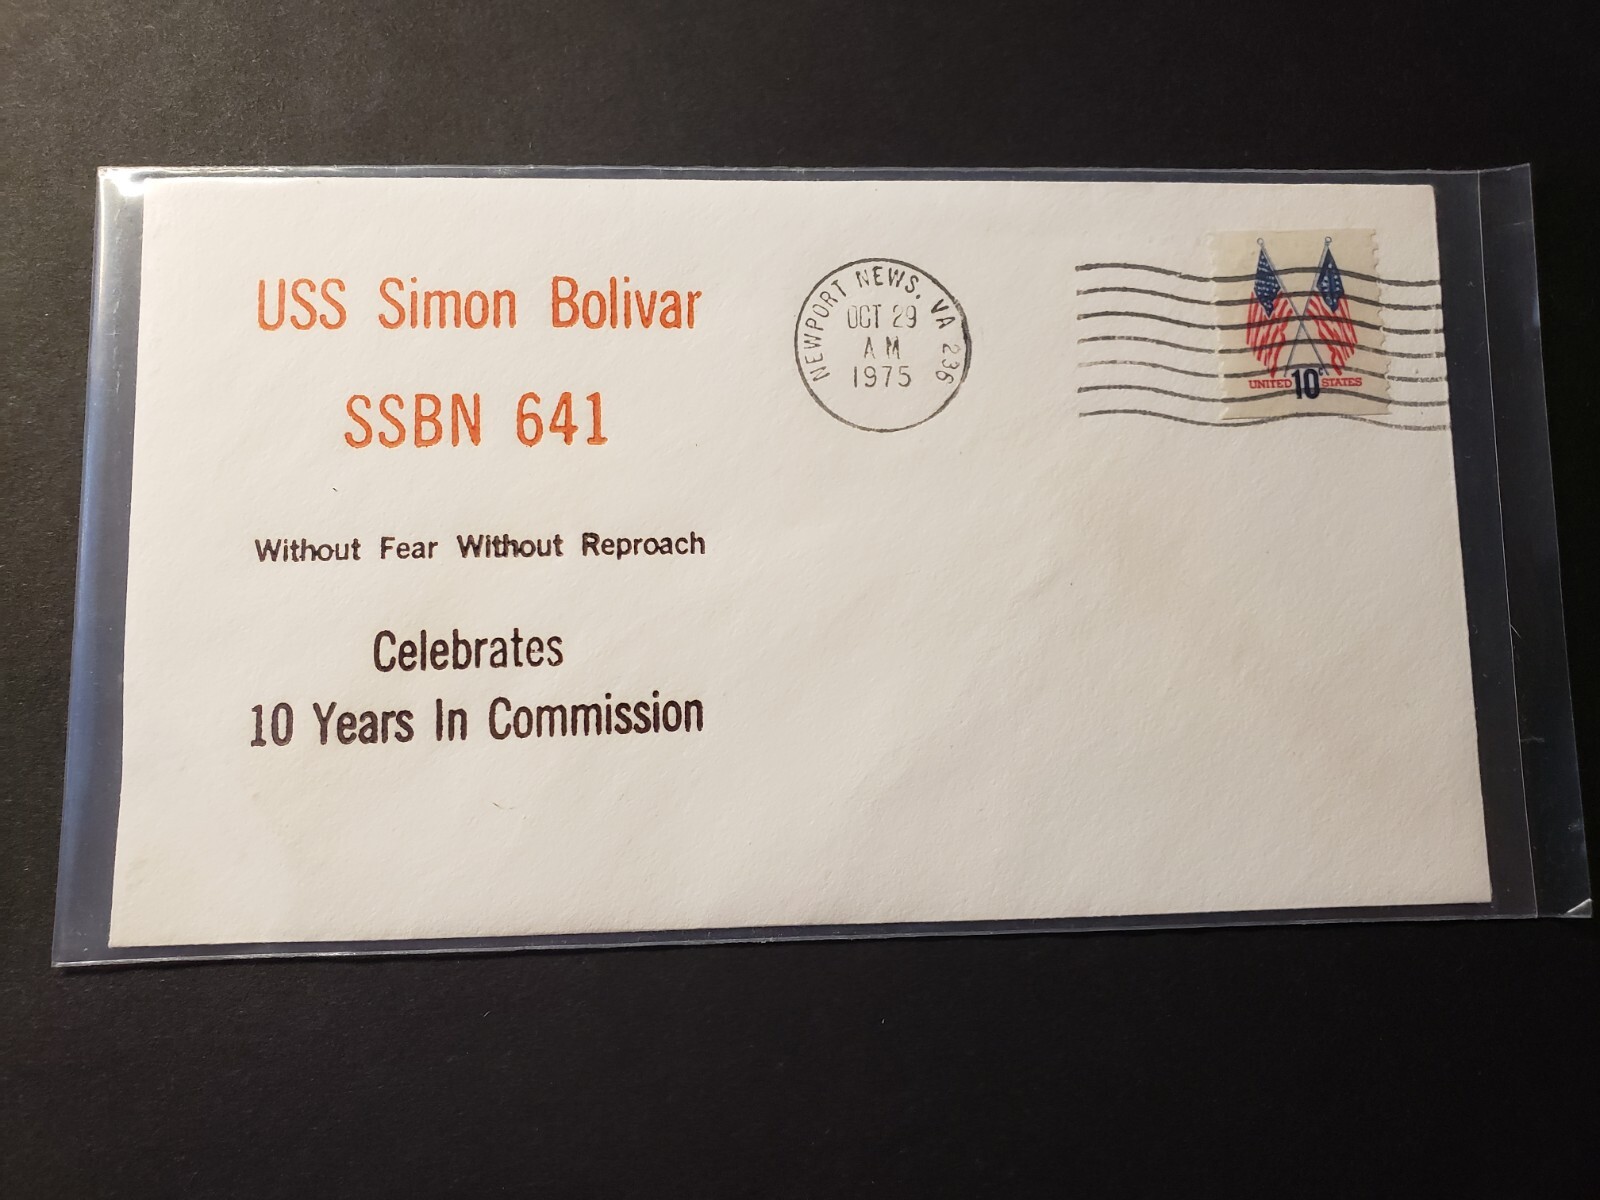 USS Simon Bolivar
SSBN 641
Without Fear Without Reproach
Celebrates
10 Years In Commission
NEWPORT NEWS, VA 236
OCT 29
AM
1975
UNITED 10c STATES